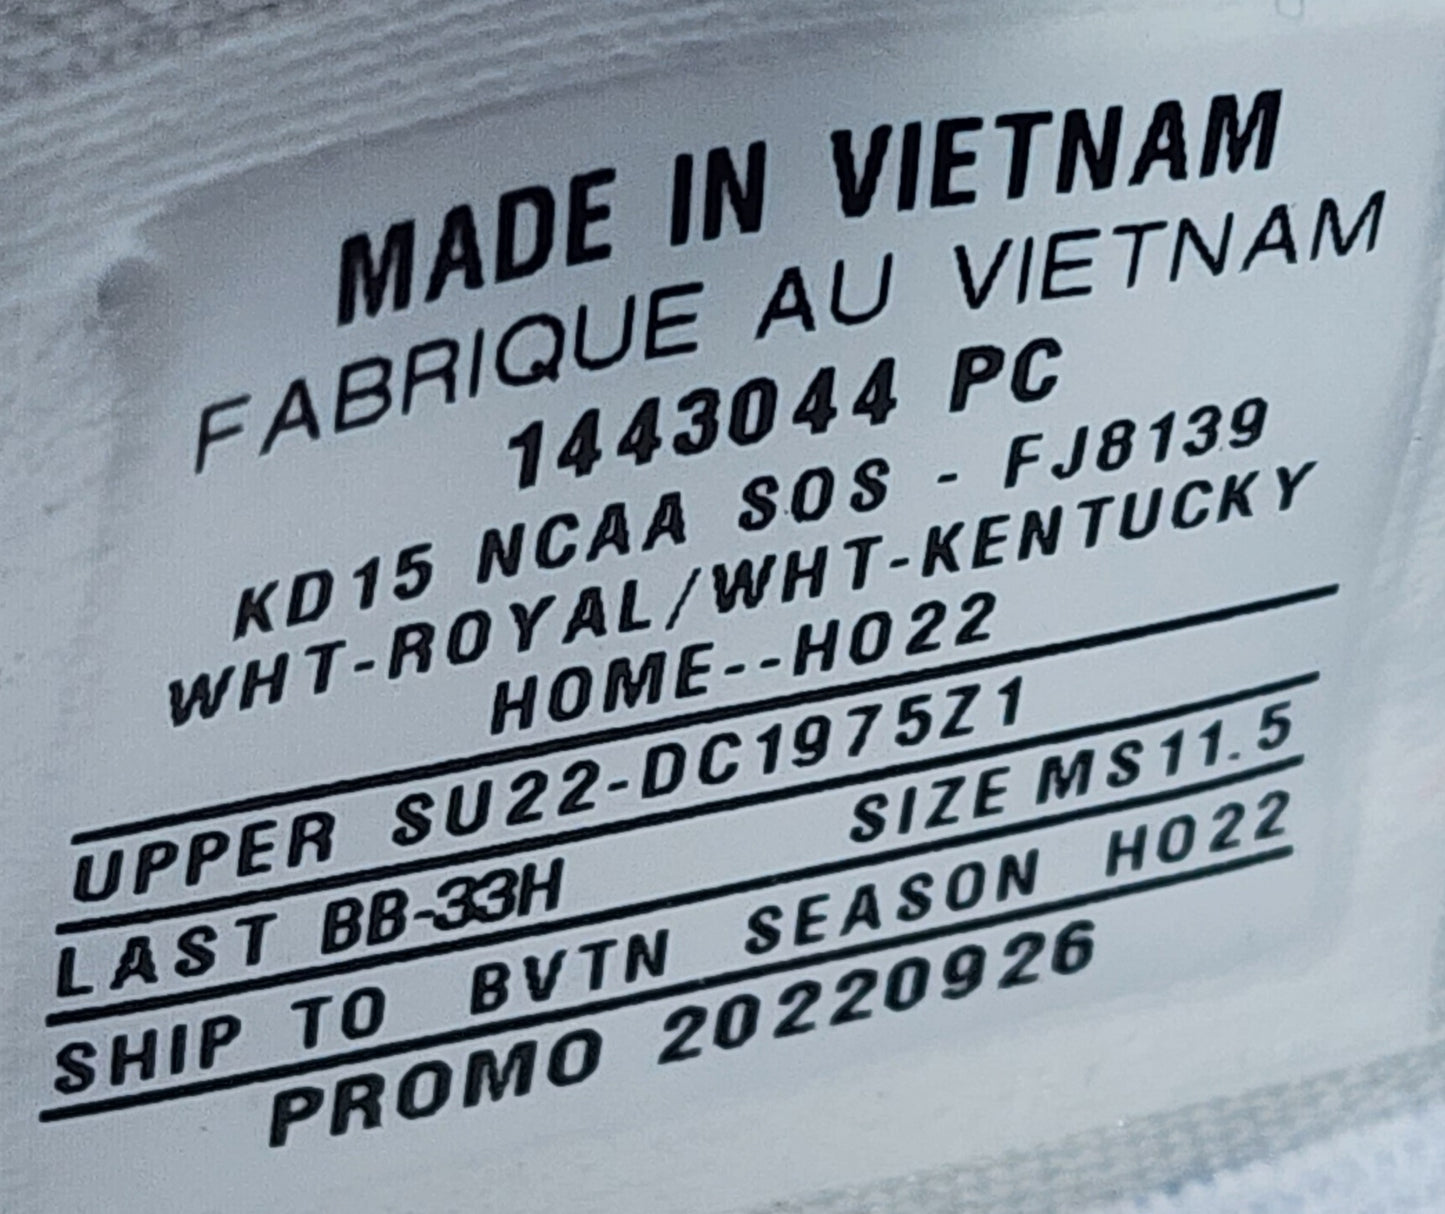 MADE IN VIETNAM
FABRIQUE AU VIETNAM
1443044 PC
KD15 NCAA SOS - FJ8139
WHT-ROYAL/WHT-KENTUCKY
HOME--HO22
UPPER SU22-DC1975Z1
LAST BB-33H SIZE MS11.5
SHIP TO BVTN SEASON HO22
PROMO 20220926